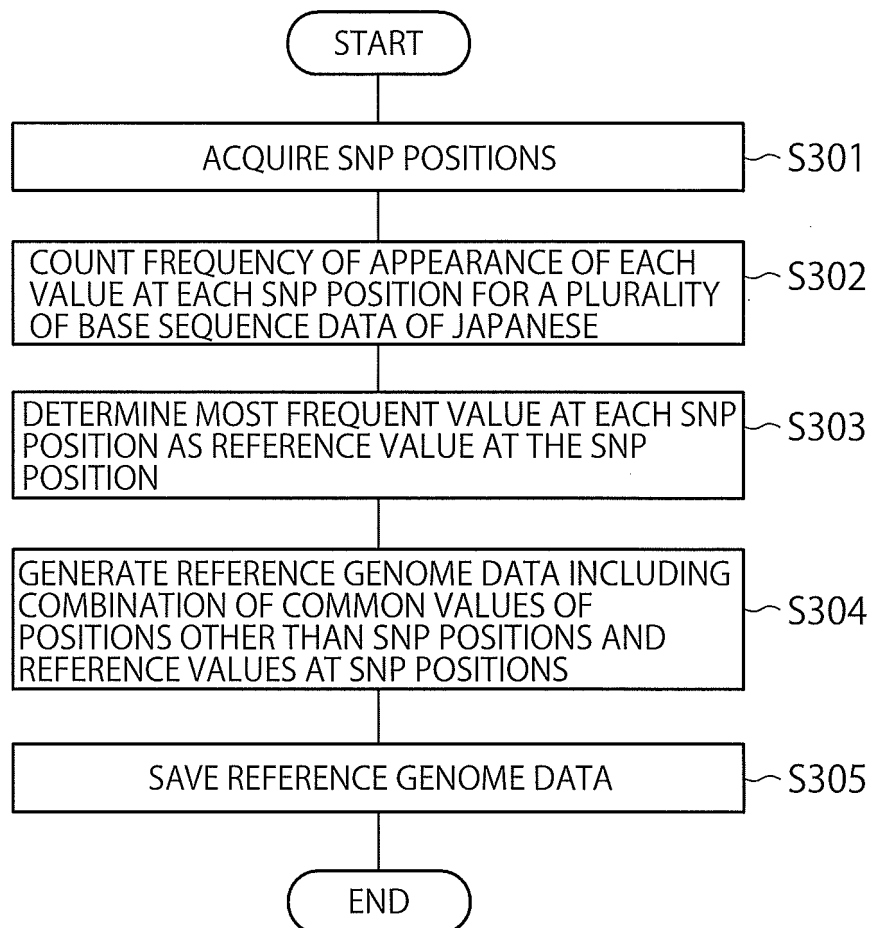 START
ACQUIRE SNP POSITIONS
S301
COUNT FREQUENCY OF APPEARANCE OF EACH
VALUE AT EACH SNP POSITION FOR A PLURALITY
OF BASE SEQUENCE DATA OF JAPANESE
S302
DETERMINE MOST FREQUENT VALUE AT EACH SNP
POSITION AS REFERENCE VALUE AT THE SNP
POSITION
S303
GENERATE REFERENCE GENOME DATA INCLUDING
COMBINATION OF COMMON VALUES OF
POSITIONS OTHER THAN SNP POSITIONS AND
REFERENCE VALUES AT SNP POSITIONS
S304
SAVE REFERENCE GENOME DATA
S305
END